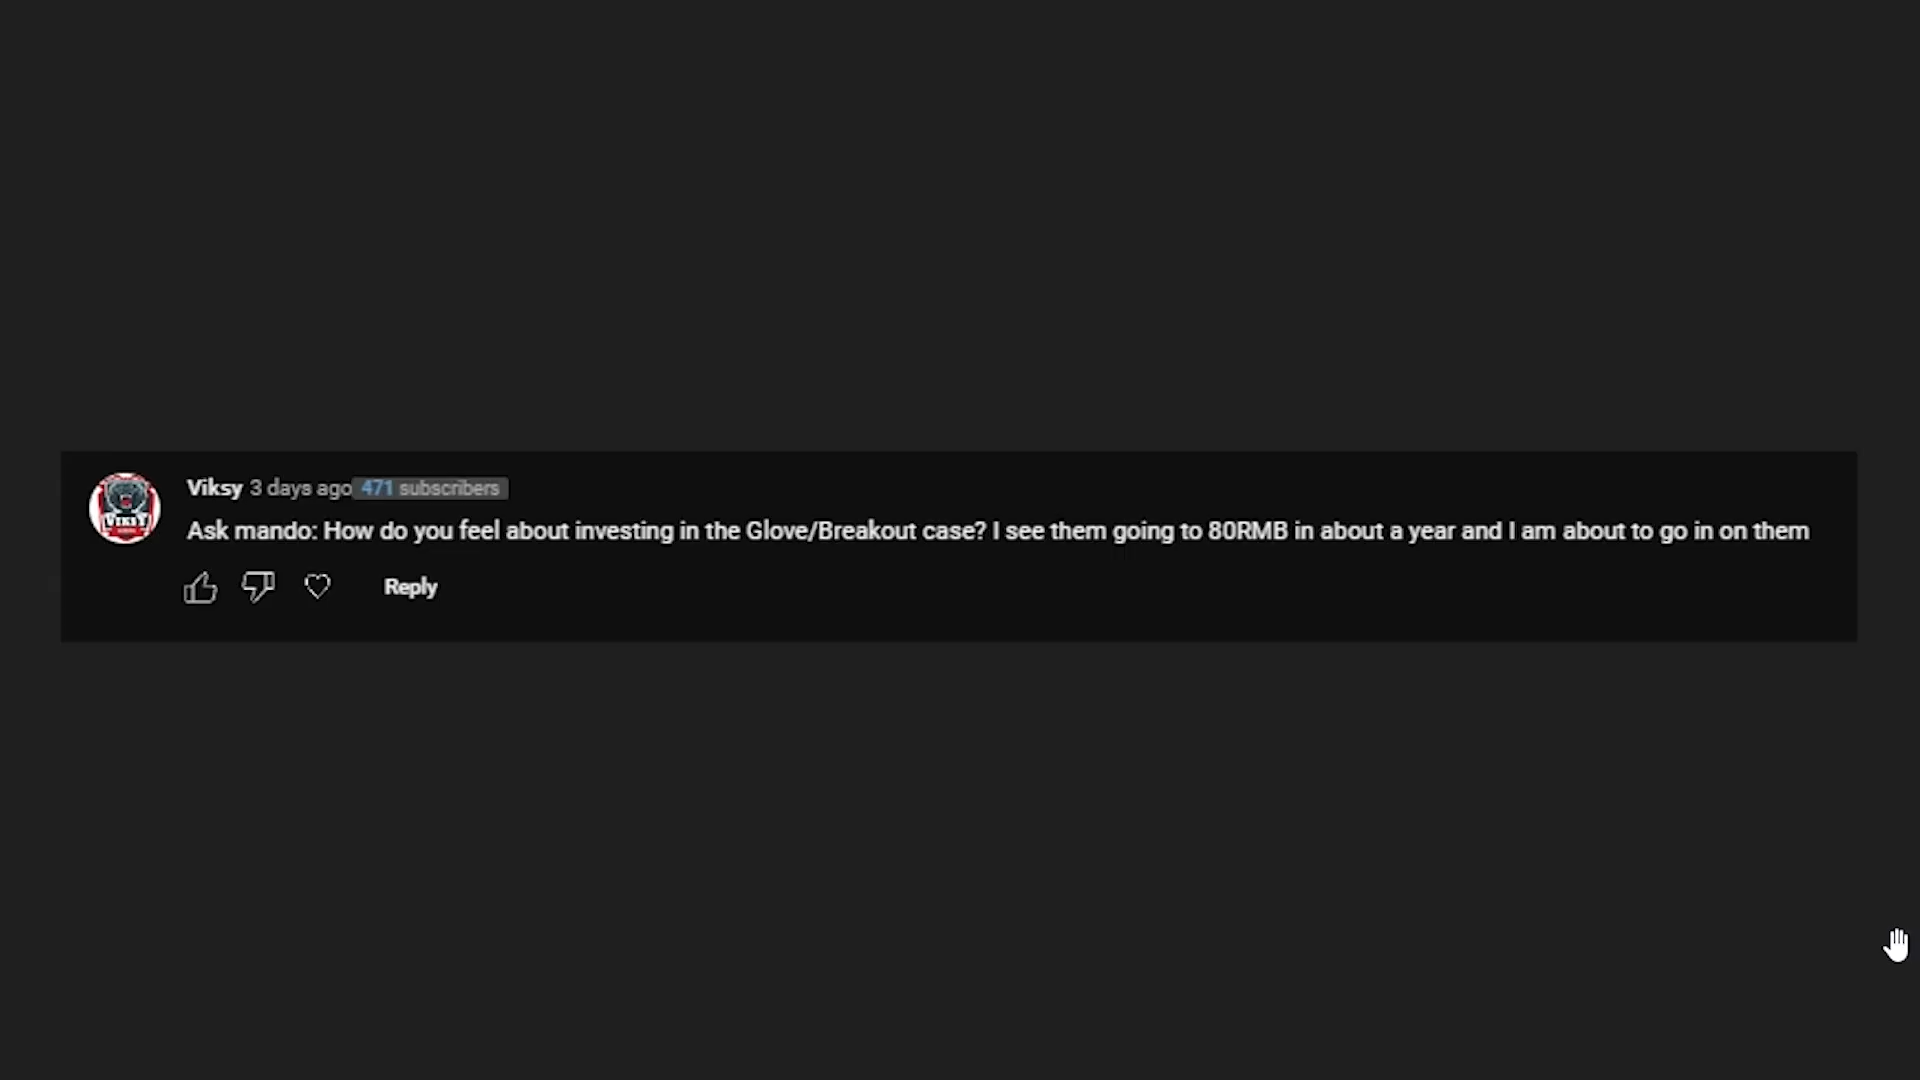 Viksy 3 days ago 471 subscribers
Ask mando: How do you feel about investing in the Glove/Breakout case? I see them going to 80RMB in about a year and I am about to go in on them
Reply
VIKSY